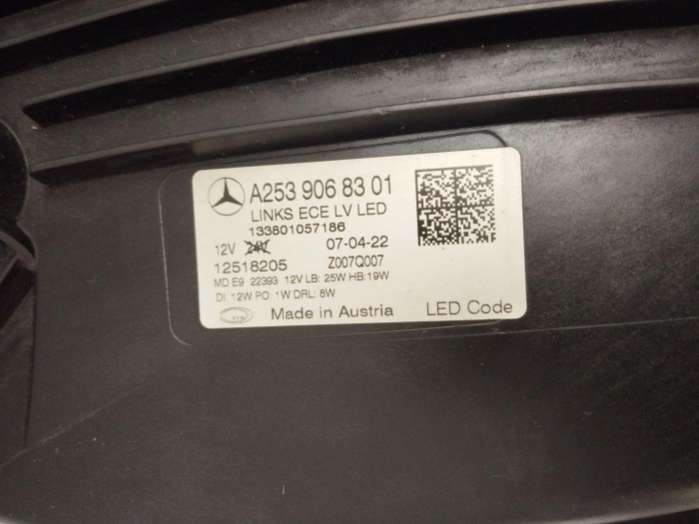 A253 906 83 01
LINKS ECE LV LED
133801057186
12V 24V 07-04-22
12518205 Z007Q007
MD E9 22393 12V LB: 25W HB:19W
DI: 12W PO: 1W DRL: 8W
Made in Austria LED Code